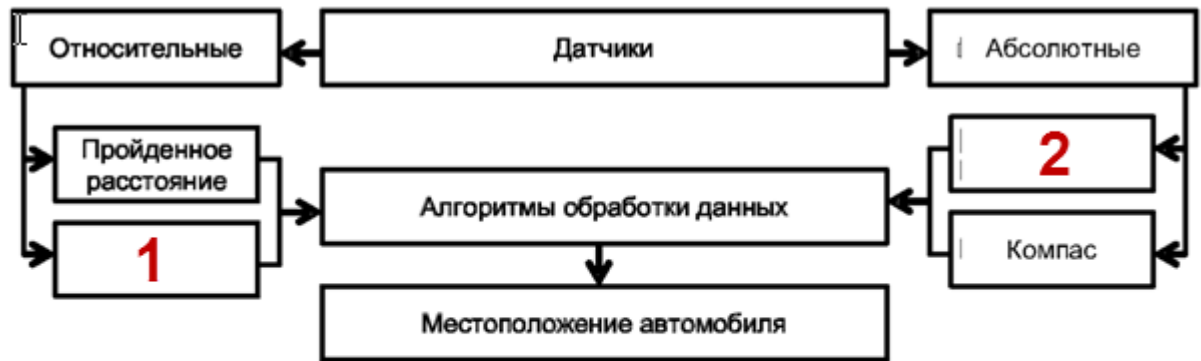 Относительные
Датчики
Абсолютные
Пройденное
расстояние
2
Алгоритмы обработки данных
1
Компас
Местоположение автомобиля